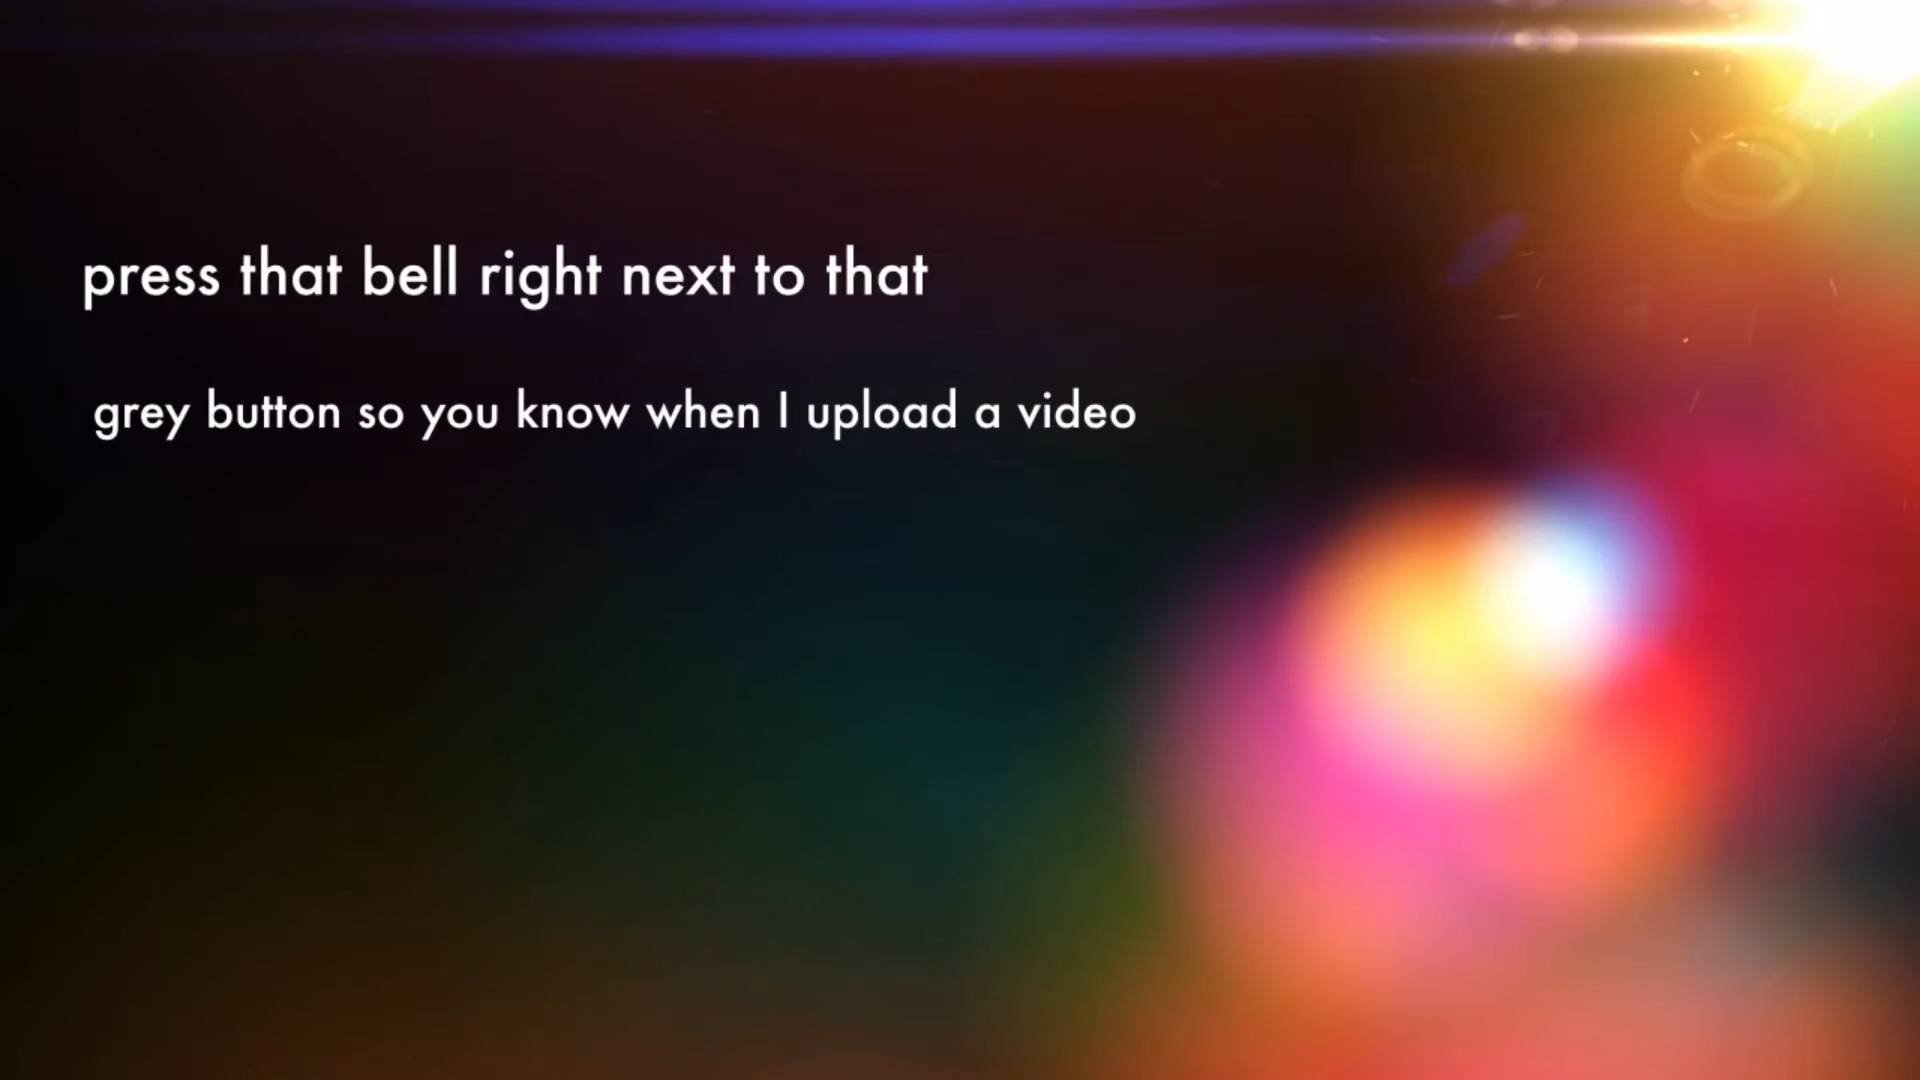 press that bell right next to that
grey button so you know when I upload a video